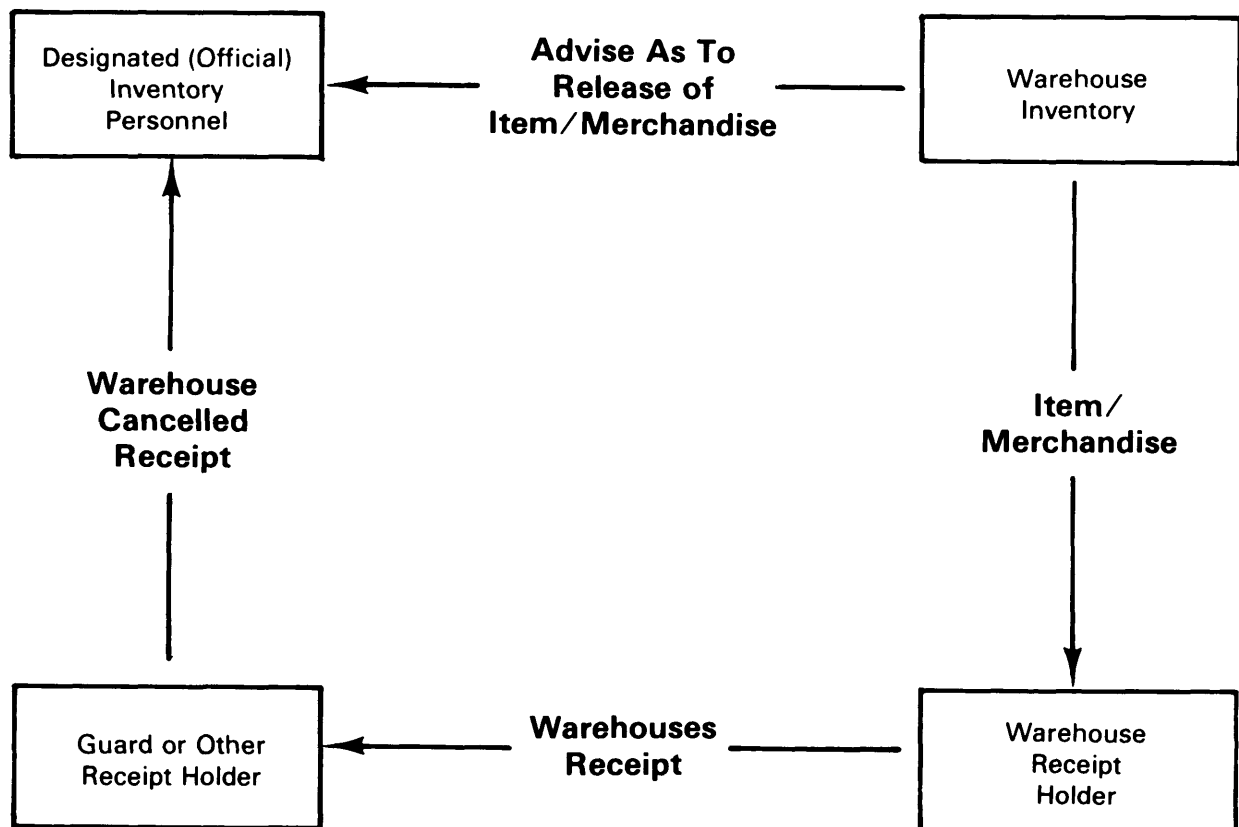 Designated (Official)
Inventory
Personnel
Advise As To
Release of
Item/Merchandise
Warehouse
Inventory
Warehouse
Cancelled
Receipt
Item/
Merchandise
Guard or Other
Receipt Holder
Warehouses
Receipt
Warehouse
Receipt
Holder